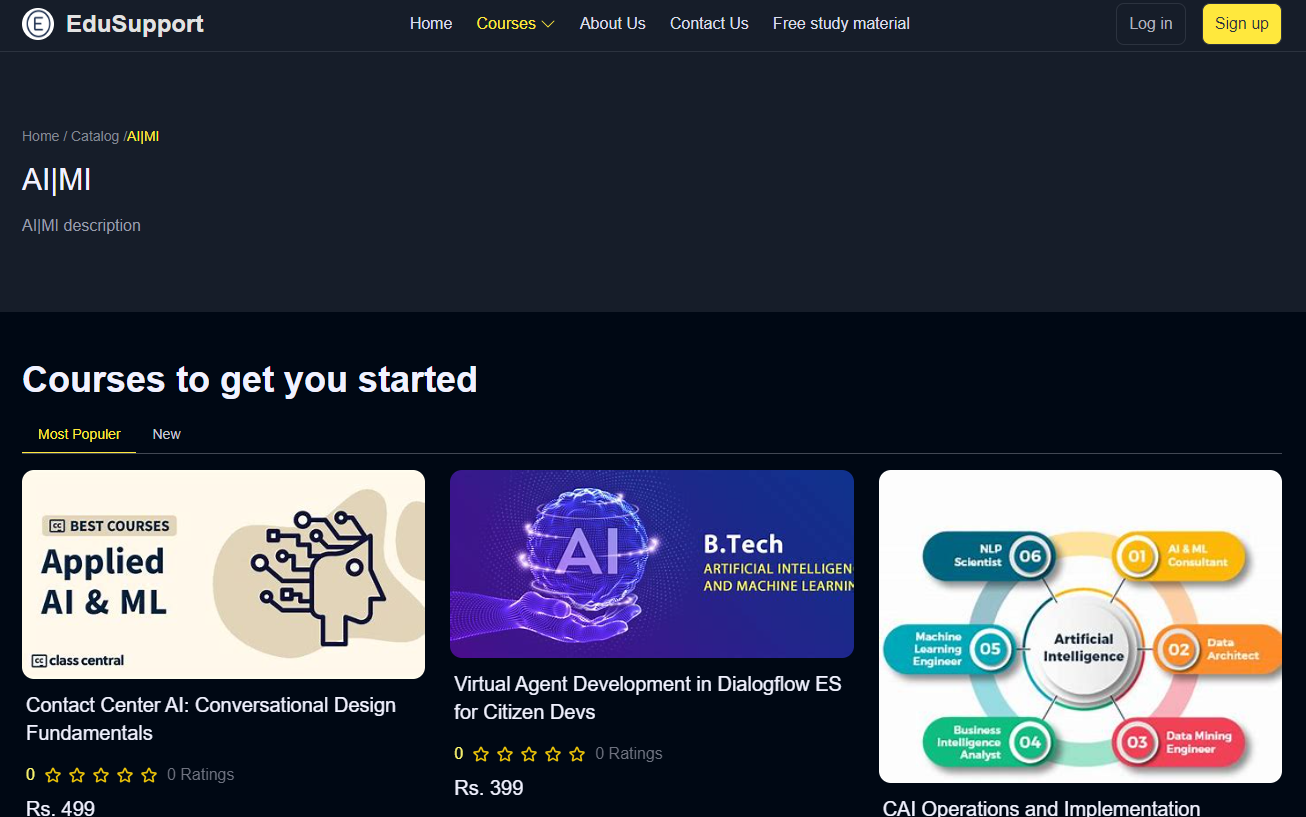 EduSupport
Home Courses About Us Contact Us Free study material Log in Sign up
Home / Catalog /AI|Ml
AI|Ml
AI|Ml description
Courses to get you started
Most Populer New
BEST COURSES
Applied
AI & ML
class central
Contact Center AI: Conversational Design
Fundamentals
0 0 Ratings
Rs. 499
AI
B.Tech
ARTIFICIAL INTELLIGEN
AND MACHINE LEARNIN
Virtual Agent Development in Dialogflow ES
for Citizen Devs
0 0 Ratings
Rs. 399
Artificial
Intelligence
01 AI & ML
Consultant
02 Data
Architect
03 Data Mining
Engineer
Business
Intelligence 04
Analyst
Machine
Learning 05
Engineer
NLP 06
Scientist
CAI Operations and Implementation